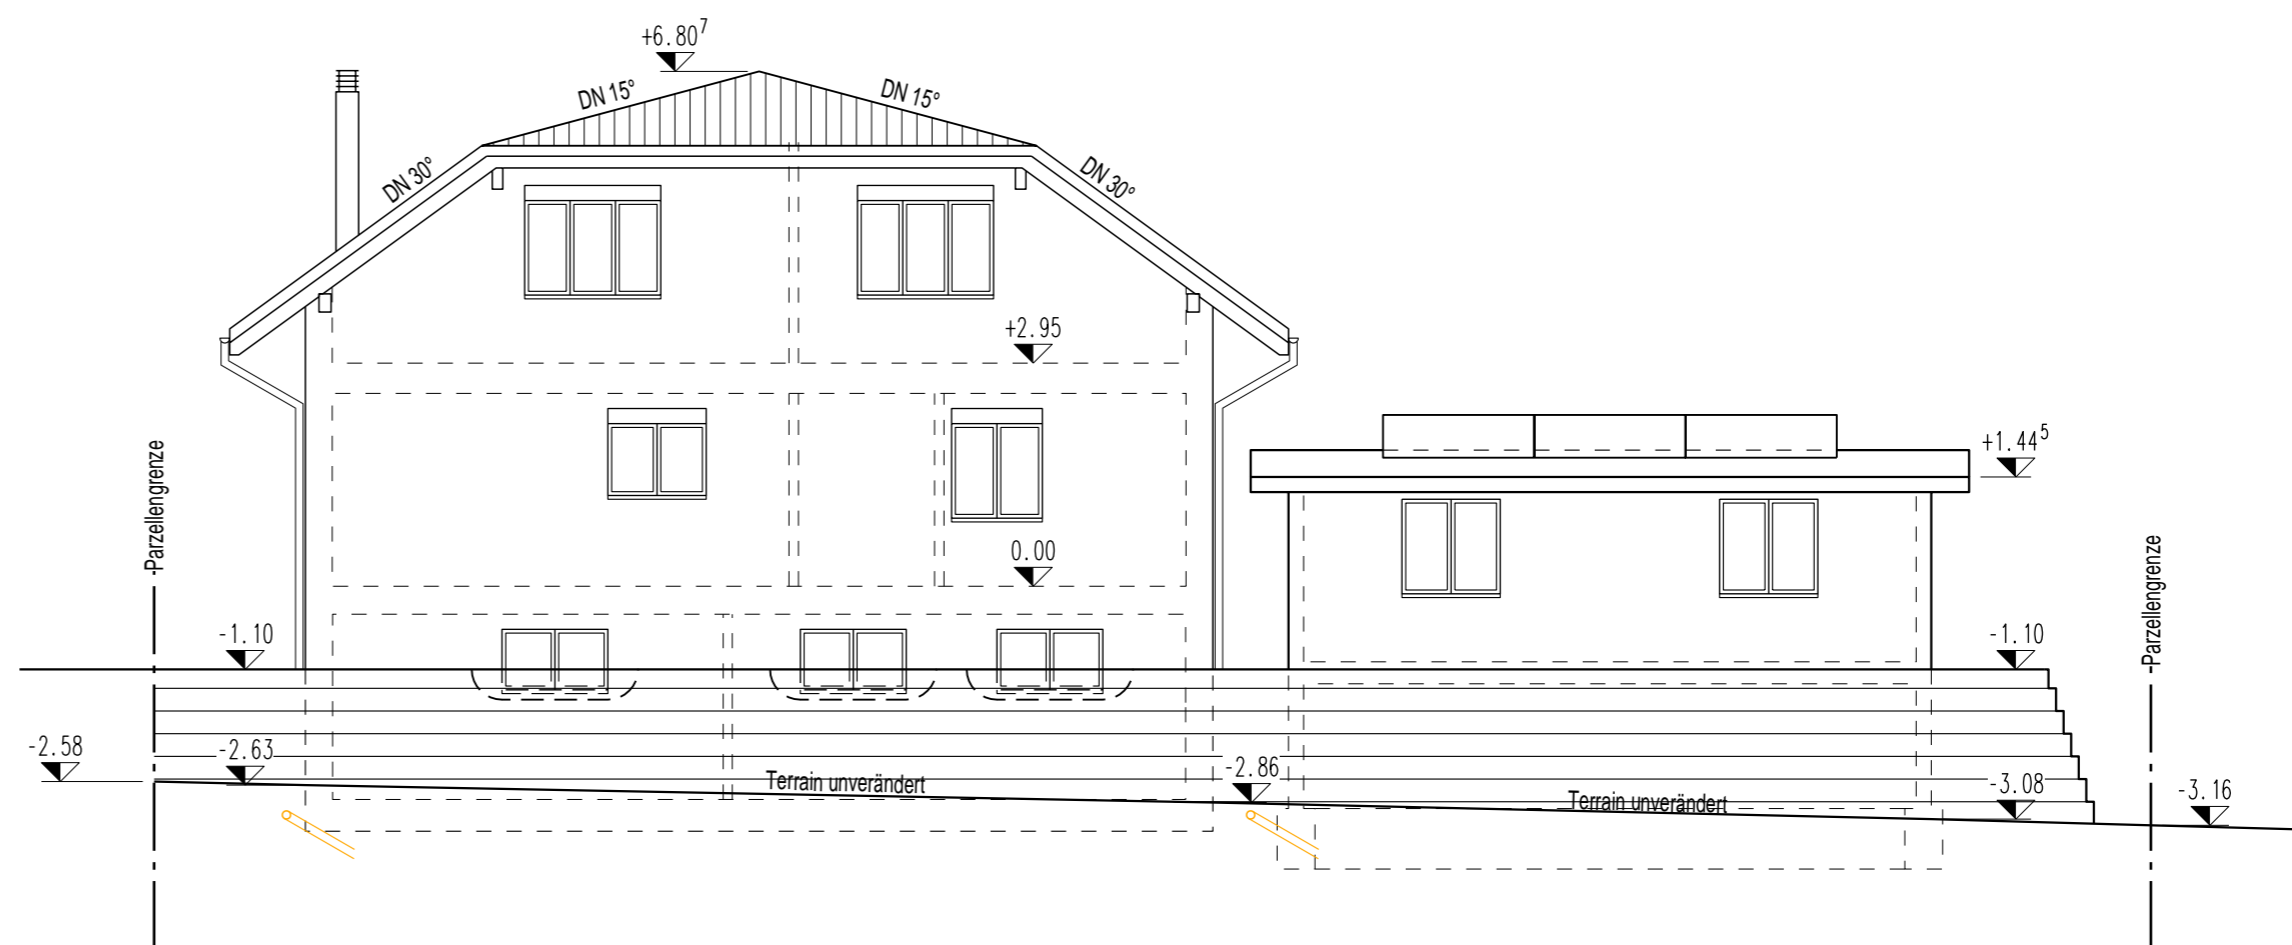 +6.80⁷
DN 15°
DN 15°
DN 30°
DN 30°
+2.95
+1.44⁵
Parzellengrenze
0.00
Parzellengrenze
-1.10
-1.10
-2.58
-2.63
Terrain unverändert
-2.86
Terrain unverändert
-3.08
-3.16